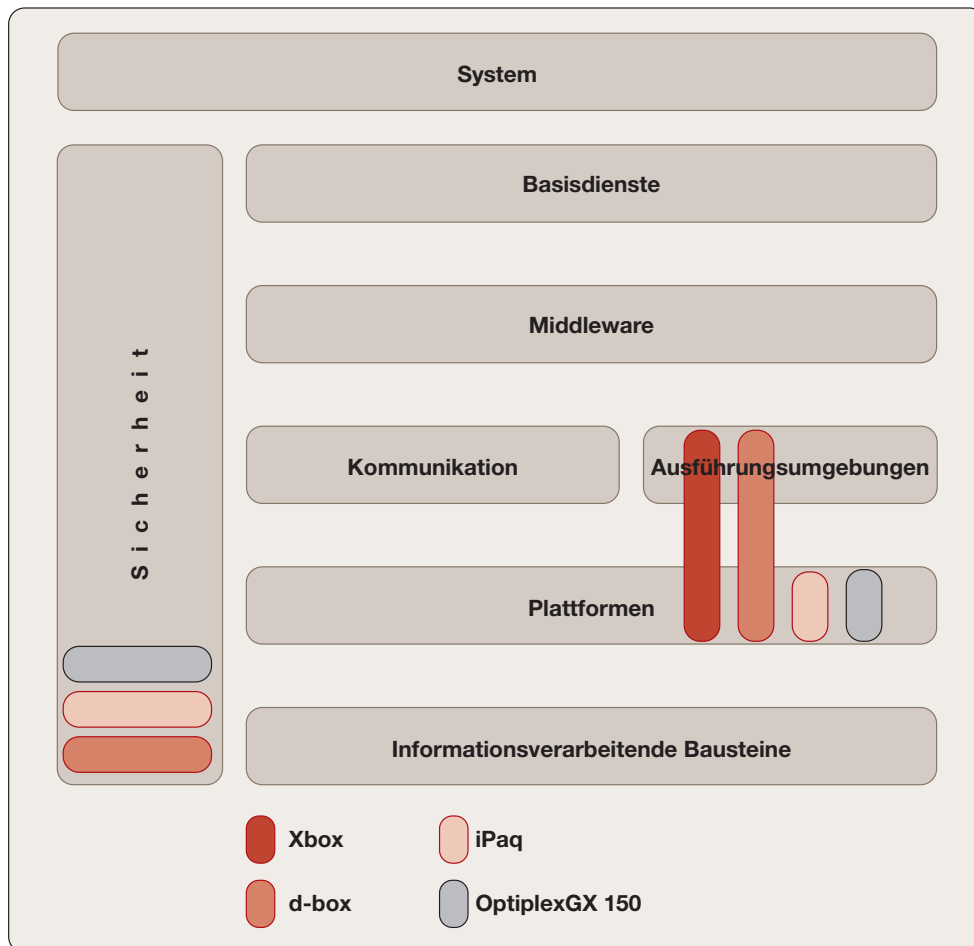 System
Basisdienste
Middleware
Sicherheit
Kommunikation
Ausführungsumgebungen
Plattformen
Informationsverarbeitende Bausteine
Xbox
iPaq
d-box
OptiplexGX 150